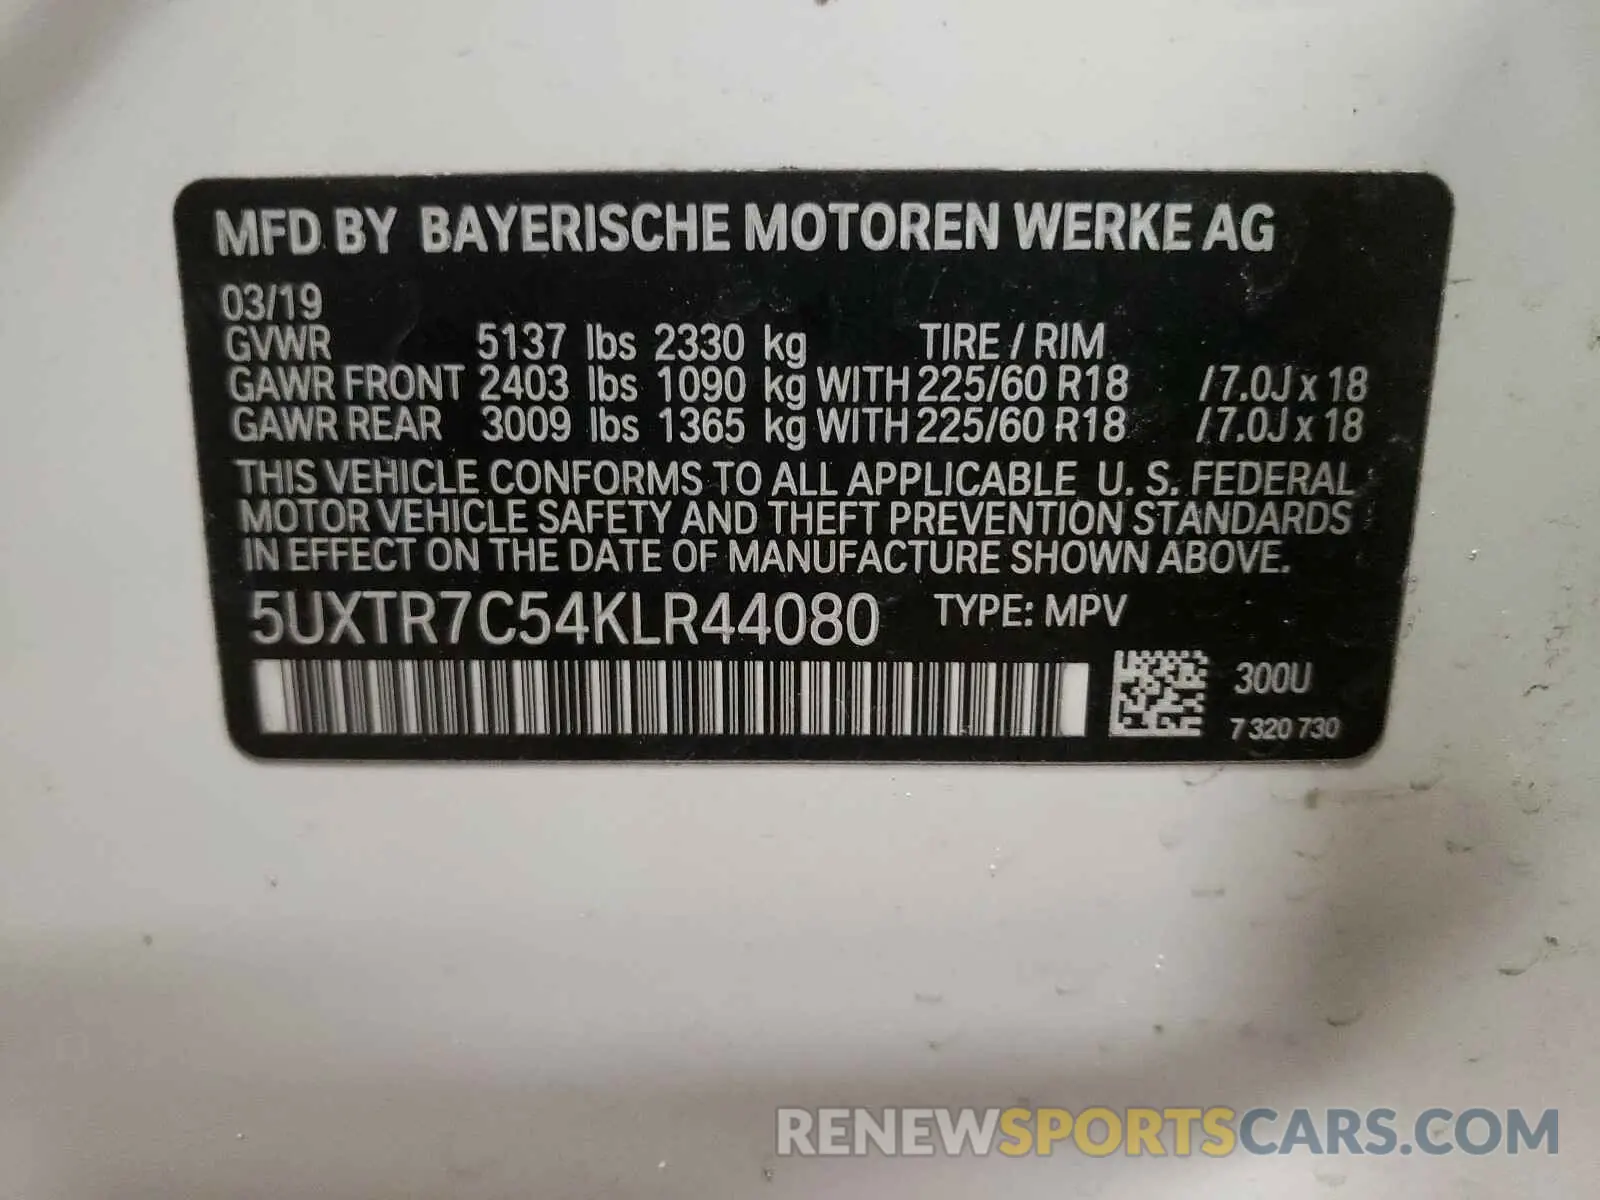 MFD BY BAYERISCHE MOTOREN WERKE AG
03/19
GVWR 5137 lbs 2330 kg TIRE / RIM
GAWR FRONT 2403 lbs 1090 kg WITH 225/60 R18 /7.0J x 18
GAWR REAR 3009 lbs 1365 kg WITH 225/60 R18 /7.0J x 18
THIS VEHICLE CONFORMS TO ALL APPLICABLE U. S. FEDERAL
MOTOR VEHICLE SAFETY AND THEFT PREVENTION STANDARDS
IN EFFECT ON THE DATE OF MANUFACTURE SHOWN ABOVE.
5UXTR7C54KLR44080 TYPE: MPV
300U
7 320 730
RENEWSPORTSCARS.COM